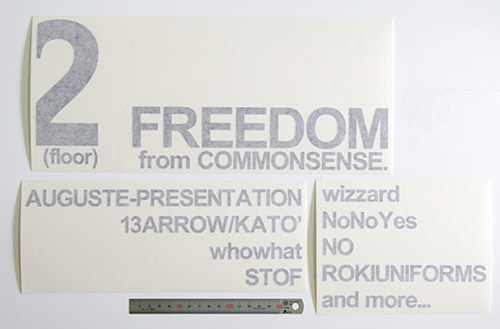 2
(floor)
FREEDOM
from COMMONSENSE.
AUGUSTE-PRESENTATION
13ARROW/KATO'
whowhat
STOF
wizzard
NoNoYes
NO
ROKIUNIFORMS
and more...